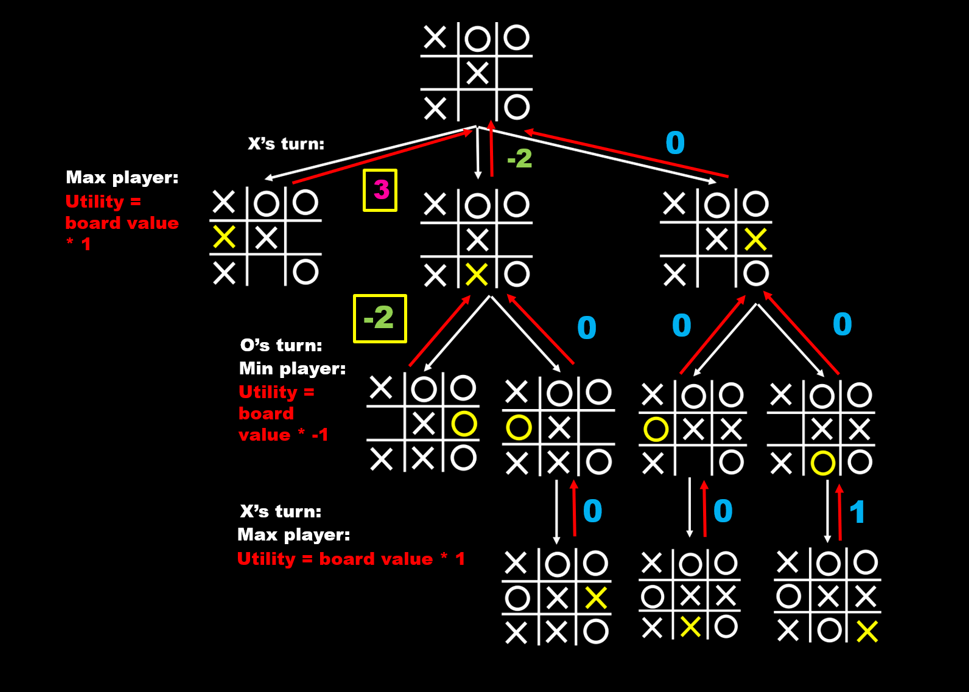 X O O
X
X O
X's turn:
0
-2
Max player:
Utility =
board value
* 1
3
X O O
X X
X O
X O O
X
X X O
X O O
X X
X O
-2
0
0
0
O's turn:
Min player:
Utility =
board
value * -1
X O O
X O
X X O
X O O
O X
X X O
X O O
O X X
X O
X O O
X X
X O O
X's turn:
Max player:
Utility = board value * 1
0
0
1
X O O
O X X
X X O
X O O
O X X
X X O
X O O
O X X
X O X